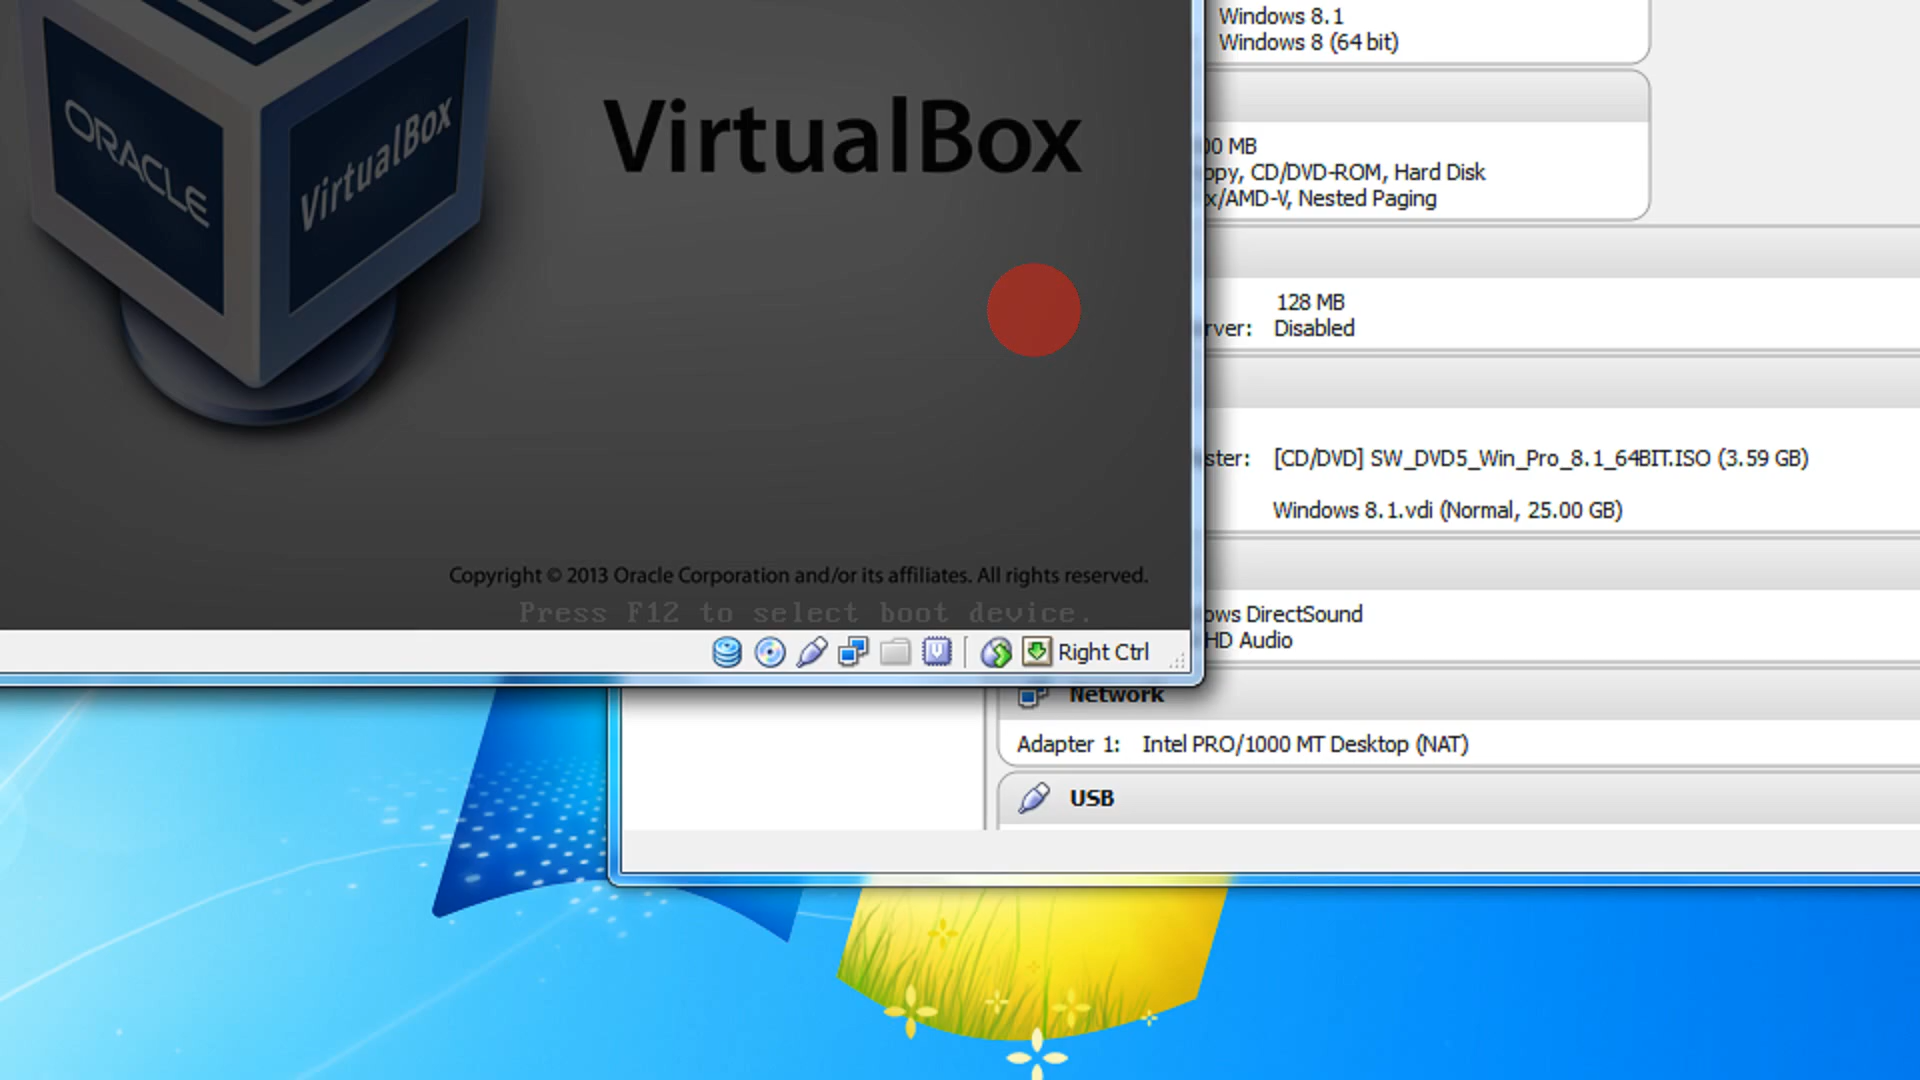 ORACLE
VirtualBox
VirtualBox
Copyright © 2013 Oracle Corporation and/or its affiliates. All rights reserved.
Press F12 to select boot device.
Right Ctrl
Windows 8.1
Windows 8 (64 bit)
00 MB
CD/DVD-ROM, Hard Disk
x/AMD-V, Nested Paging
128 MB
rver: Disabled
ster: [CD/DVD] SW_DVD5_Win_Pro_8.1_64BIT.ISO (3.59 GB)
Windows 8.1.vdi (Normal, 25.00 GB)
ows DirectSound
HD Audio
Network
Adapter 1: Intel PRO/1000 MT Desktop (NAT)
USB